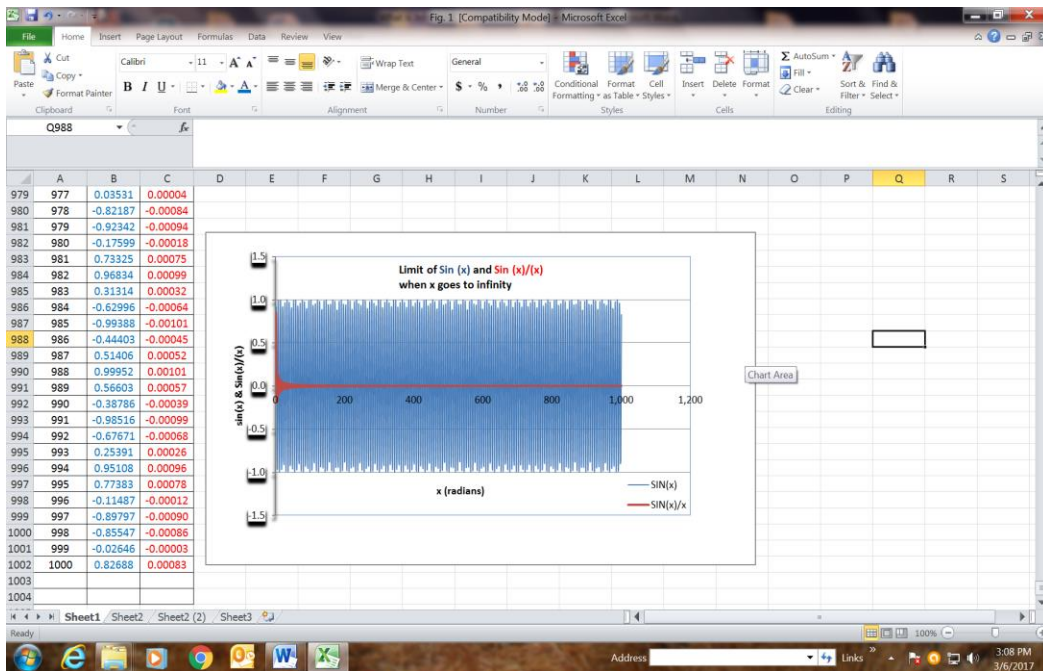 Fig. 1 [Compatibility Mode] - Microsoft Excel
File Home Insert Page Layout Formulas Data Review View
Paste
Cut
Copy
Format Painter
Clipboard
Calibri 11 A A
B I U A
Font
Wrap Text
Merge & Center
Alignment
General
$ % , .00 .00
Number
Conditional Formatting
Format as Table
Cell Styles
Styles
Insert Delete Format
Cells
Σ AutoSum
Fill
Clear
Sort & Filter
Find & Select
Editing
Q988 fx
A B C D E F G H I J K L M N O P Q R S
979 977 0.03531 0.00004
980 978 -0.82187 -0.00084
981 979 -0.92342 -0.00094
982 980 -0.17599 -0.00018
983 981 0.73325 0.00075
984 982 0.96834 0.00099
985 983 0.31314 0.00032
986 984 -0.62996 -0.00064
987 985 -0.99388 -0.00101
988 986 -0.44403 -0.00045
989 987 0.51406 0.00052
990 988 0.99952 0.00101
991 989 0.56603 0.00057
992 990 -0.38786 -0.00039
993 991 -0.98516 -0.00099
994 992 -0.67671 -0.00068
995 993 0.25391 0.00026
996 994 0.95108 0.00096
997 995 0.77383 0.00078
998 996 -0.11487 -0.00012
999 997 -0.89797 -0.00090
1000 998 -0.85547 -0.00086
1001 999 -0.02646 -0.00003
1002 1000 0.82688 0.00083
1003
1004
Limit of Sin (x) and Sin (x)/(x)
when x goes to infinity
1.5
1.0
0.5
0.0
-0.5
-1.0
-1.5
sin(x) & Sin(x)/(x)
0 200 400 600 800 1,000 1,200
x (radians)
SIN(x)
SIN(x)/x
Chart Area
Sheet1 Sheet2 Sheet2 (2) Sheet3
Ready 100%
Address Links 3:08 PM
3/6/2017